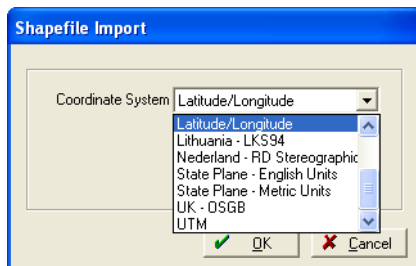 Shapefile Import
Coordinate System Latitude/Longitude
Latitude/Longitude
Lithuania - LKS94
Nederland - RD Stereographic
State Plane - English Units
State Plane - Metric Units
UK - OSGB
UTM
OK Cancel